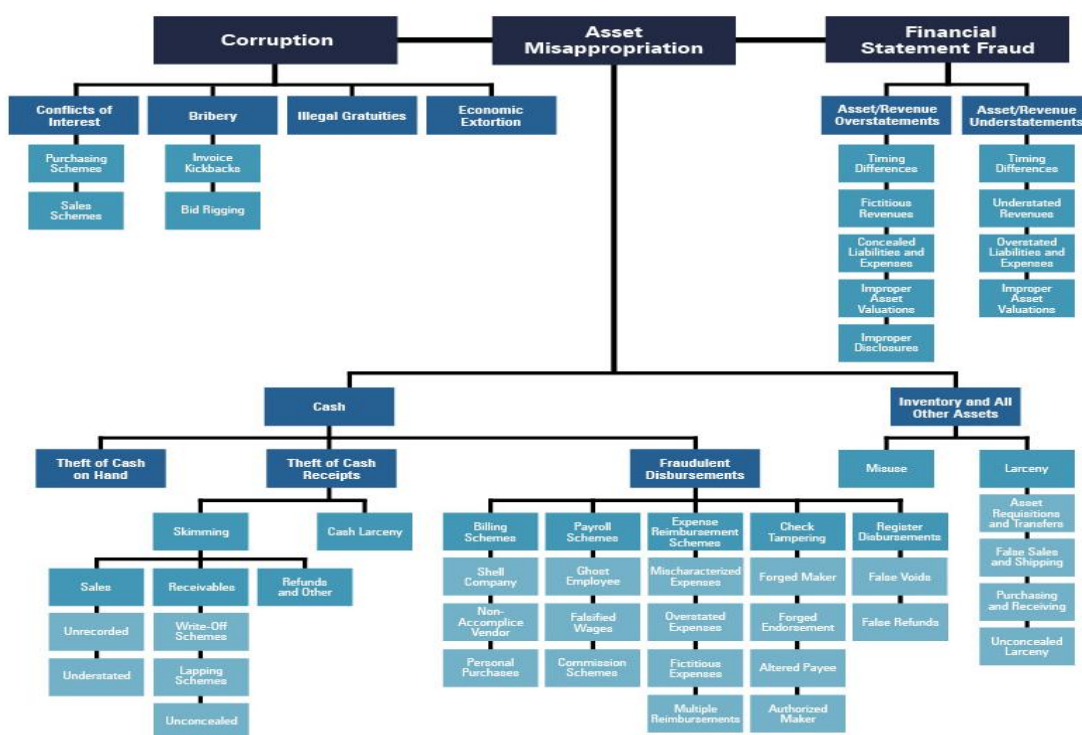 Corruption
Asset
Misappropriation
Financial
Statement Fraud
Conflicts of
Interest
Bribery
Illegal Gratuities
Economic
Extortion
Asset/Revenue
Overstatements
Asset/Revenue
Understatements
Purchasing
Schemes
Sales
Schemes
Invoice
Kickbacks
Bid Rigging
Timing
Differences
Fictitious
Revenues
Concealed
Liabilities and
Expenses
Improper
Asset
Valuations
Improper
Disclosures
Timing
Differences
Understated
Revenues
Overstated
Liabilities and
Expenses
Improper
Asset
Valuations
Cash
Inventory and All
Other Assets
Theft of Cash
on Hand
Theft of Cash
Receipts
Fraudulent
Disbursements
Misuse
Larceny
Skimming
Cash Larceny
Sales
Unrecorded
Understated
Receivables
Write-Off
Schemes
Lapping
Schemes
Unconcealed
Refunds
and Other
Billing
Schemes
Shell
Company
Non-
Accomplice
Vendor
Personal
Purchases
Payroll
Schemes
Ghost
Employee
Falsified
Wages
Commission
Schemes
Expense
Reimbursement
Schemes
Mischaracterized
Expenses
Overstated
Expenses
Fictitious
Expenses
Multiple
Reimbursements
Check
Tampering
Forged Maker
Forged
Endorsement
Altered Payee
Authorized
Maker
Register
Disbursements
False Voids
False Refunds
Asset
Requisitions
and Transfers
False Sales
and Shipping
Purchasing
and Receiving
Unconcealed
Larceny